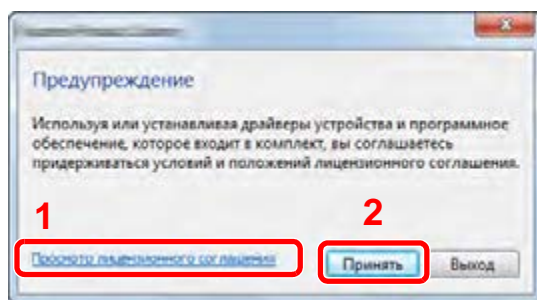 Предупреждение
Используя или устанавливая драйверы устройства и программное
обеспечение, которое входит в комплект, вы соглашаетесь
придерживаться условий и положений лицензионного соглашения.
1
2
Просмотр лицензионного соглашения
Принять
Выход